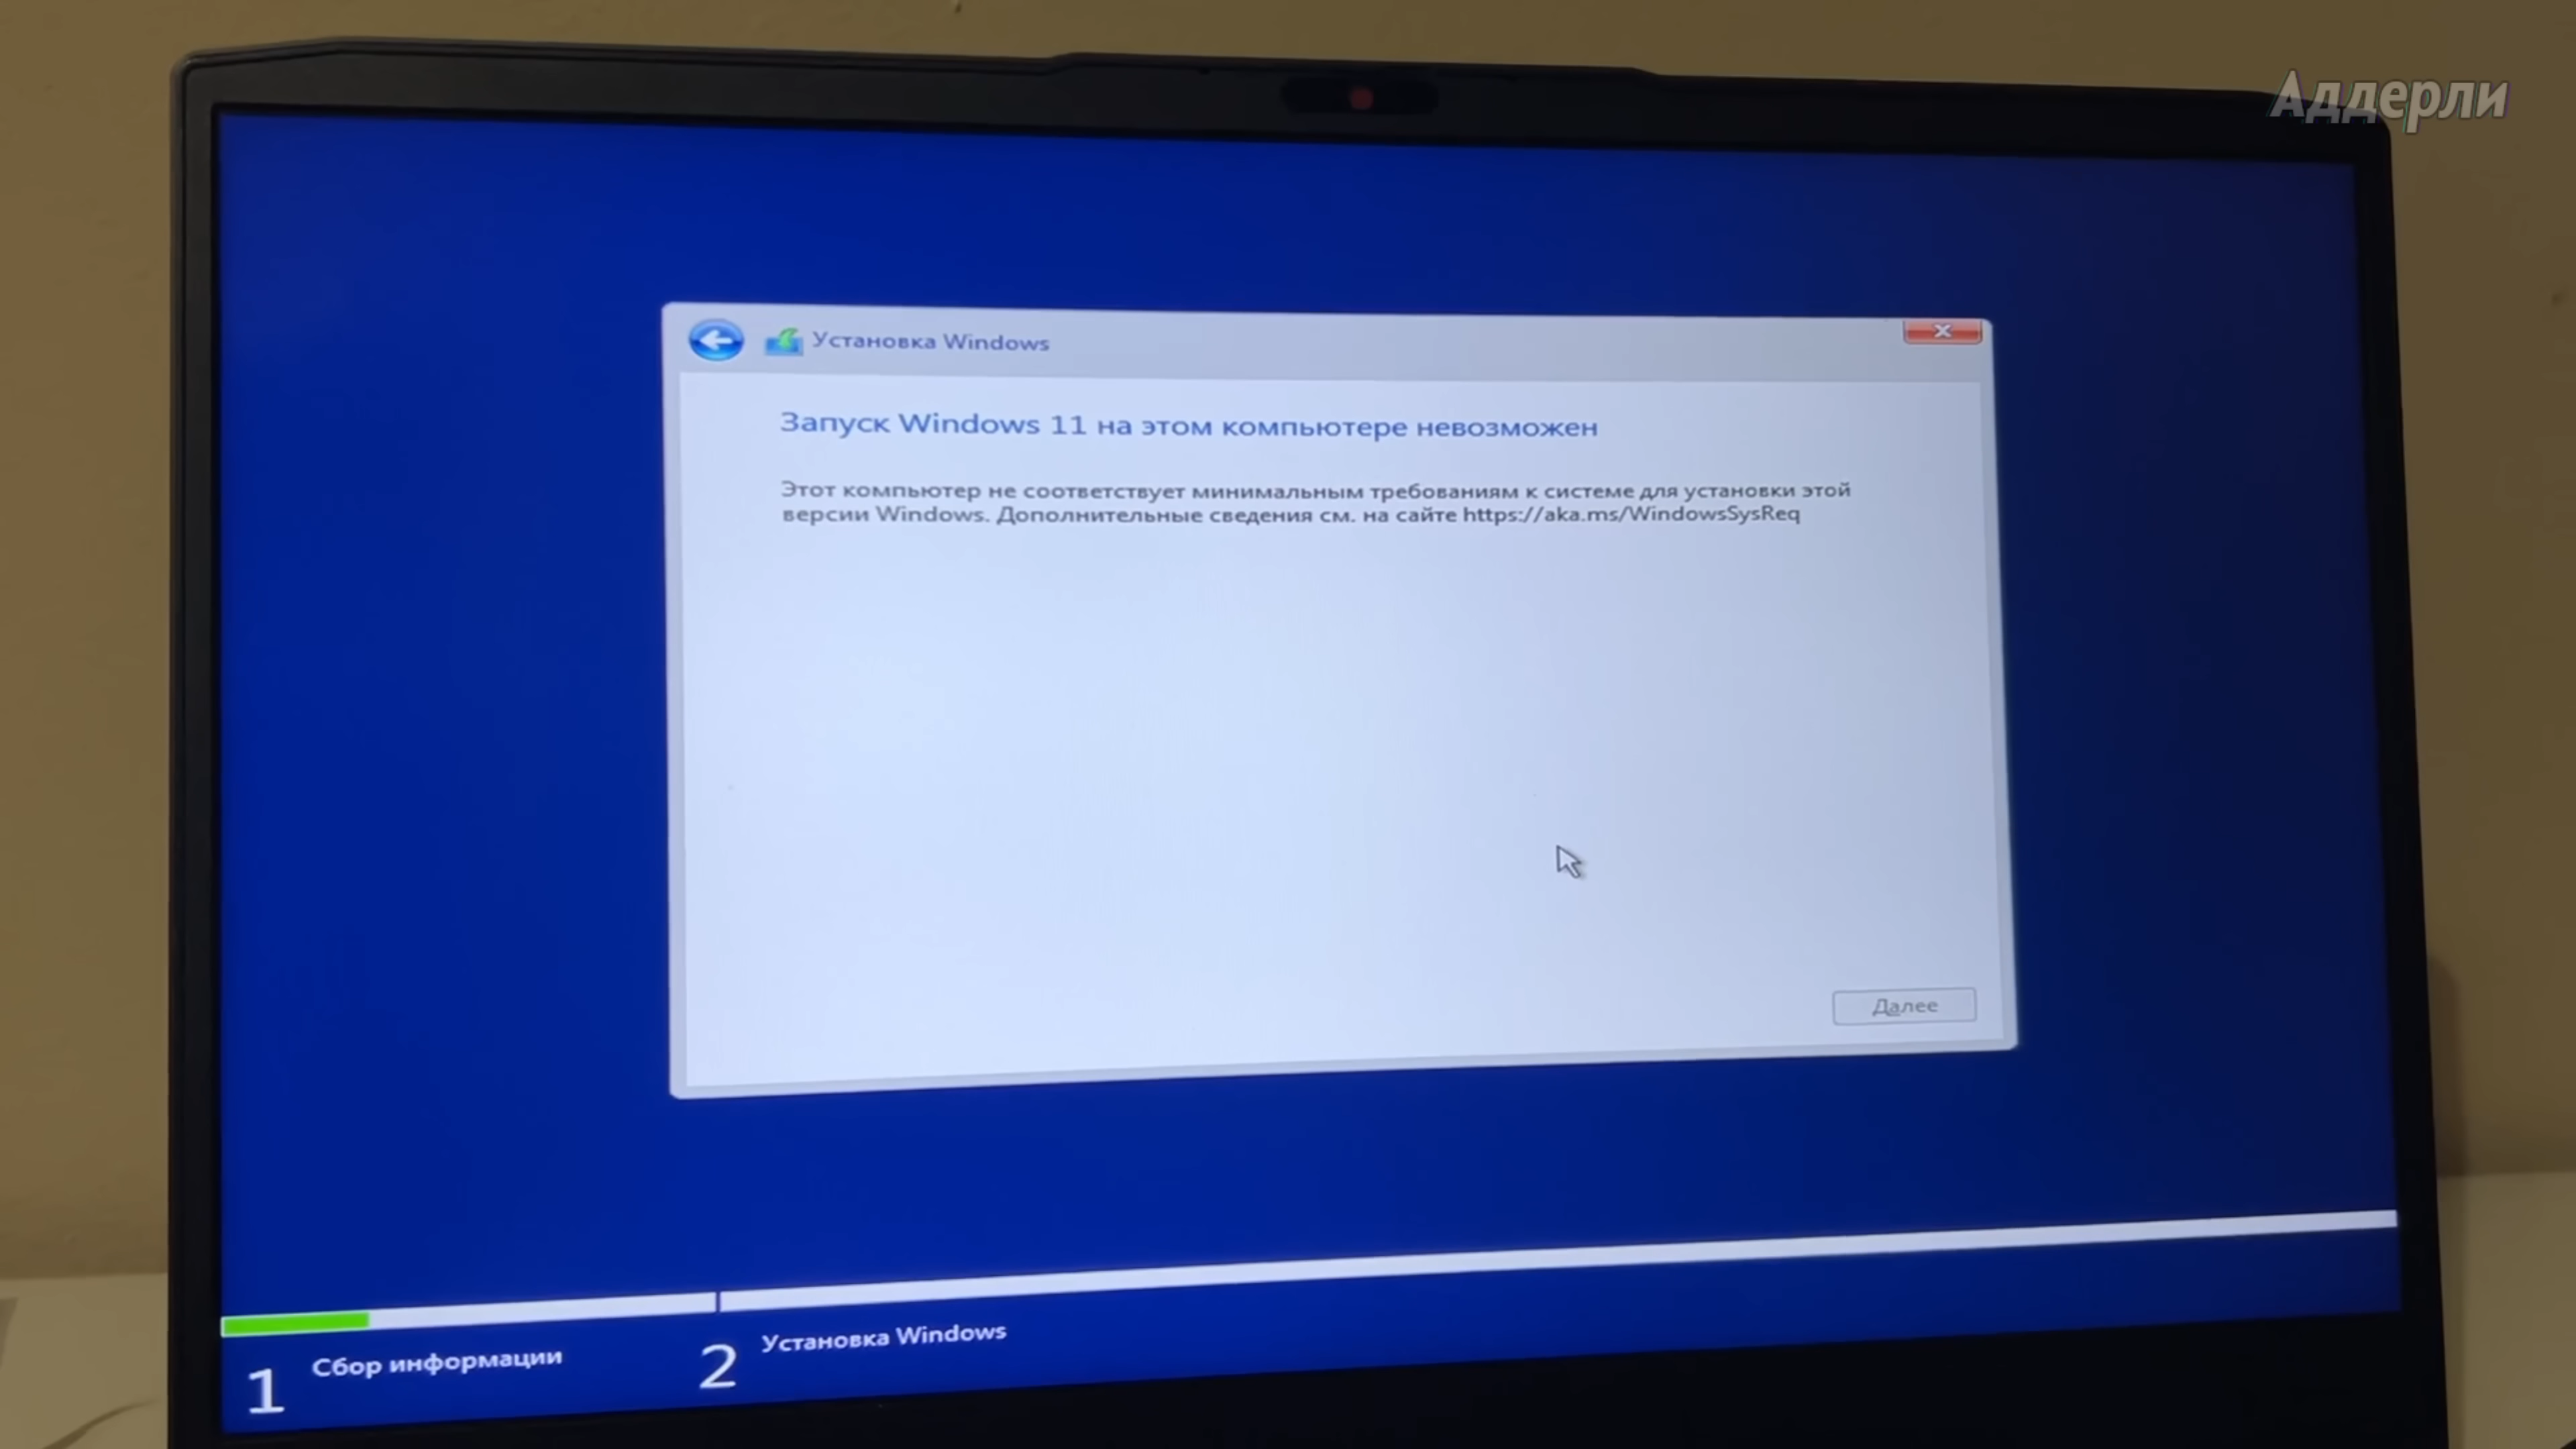 Аддерли
Установка Windows
Запуск Windows 11 на этом компьютере невозможен
Этот компьютер не соответствует минимальным требованиям к системе для установки этой
версии Windows. Дополнительные сведения см. на сайте https://aka.ms/WindowsSysReq
Далее
1 Сбор информации
2 Установка Windows